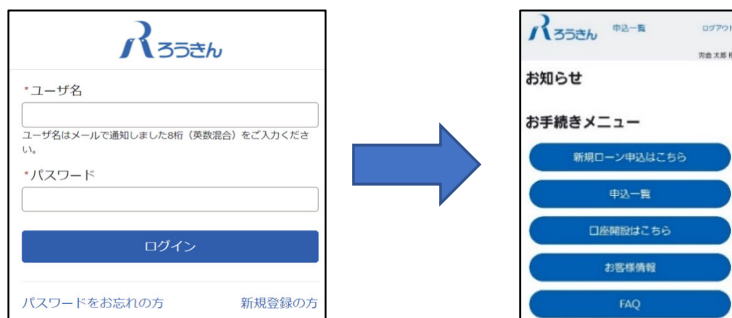 ろうきん
*ユーザ名
ユーザ名はメールで通知しました8桁（英数混合）をご入力くださ
い。
*パスワード
ログイン
パスワードをお忘れの方 新規登録の方
ろうきん 申込一覧 ログアウト
お知らせ
お手続きメニュー
新規ローン申込はこちら
申込一覧
口座開設はこちら
お客様情報
FAQ